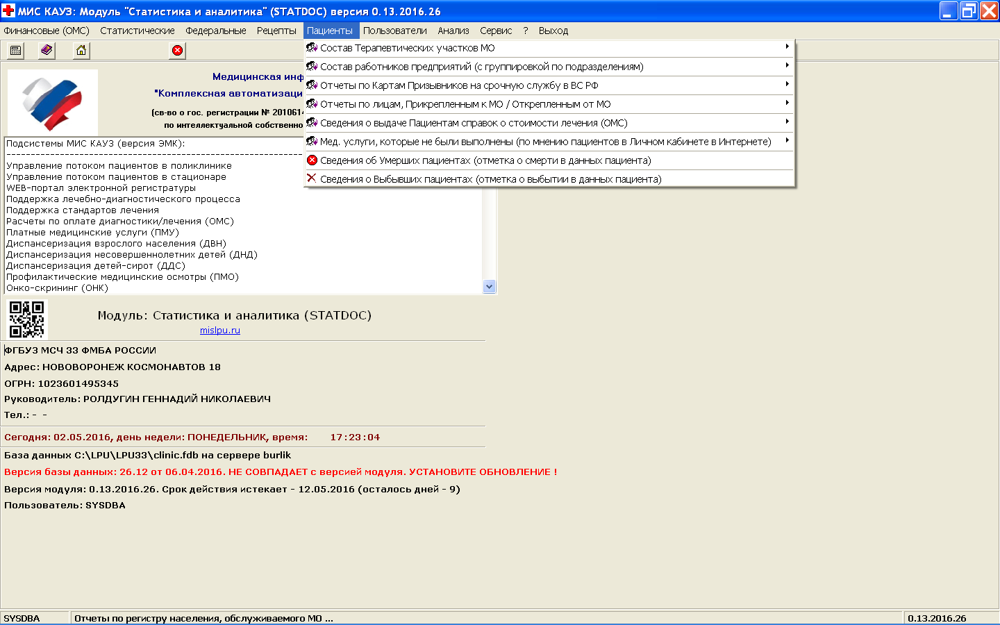 МИС КАУЗ: Модуль "Статистика и аналитика" (STATDOC) версия 0.13.2016.26
Финансовые (ОМС) Статистические Федеральные Рецепты Пациенты Пользователи Анализ Сервис ? Выход
Состав Терапевтических участков МО
Состав работников предприятий (с группировкой по подразделениям)
Отчеты по Картам Призывников на срочную службу в ВС РФ
Отчеты по лицам, Прикрепленным к МО / Открепленным от МО
Сведения о выдаче Пациентам справок о стоимости лечения (ОМС)
Мед. услуги, которые не были выполнены (по мнению пациентов в Личном кабинете в Интернете)
Сведения об Умерших пациентах (отметка о смерти в данных пациента)
Сведения о Выбывших пациентах (отметка о выбытии в данных пациента)
Медицинская инф
"Комплексная автоматизаци
(св-во о гос. регистрации № 201061
по интеллектуальной собственно
Подсистемы МИС КАУЗ (версия ЭМК):
Управление потоком пациентов в поликлинике
Управление потоком пациентов в стационаре
WEB-портал электронной регистратуры
Поддержка лечебно-диагностического процесса
Поддержка стандартов лечения
Расчеты по оплате диагностики/лечения (ОМС)
Платные медицинские услуги (ПМУ)
Диспансеризация взрослого населения (ДВН)
Диспансеризация несовершеннолетних детей (ДНД)
Диспансеризация детей-сирот (ДДС)
Профилактические медицинские осмотры (ПМО)
Онко-скрининг (ОНК)
Модуль: Статистика и аналитика (STATDOC)
mislpu.ru
ФГБУЗ МСЧ 33 ФМБА РОССИИ
Адрес: НОВОВОРОНЕЖ КОСМОНАВТОВ 18
ОГРН: 1023601495345
Руководитель: РОЛДУГИН ГЕННАДИЙ НИКОЛАЕВИЧ
Тел.: - -
Сегодня: 02.05.2016, день недели: ПОНЕДЕЛЬНИК, время: 17:23:04
База данных C:\LPU\LPU33\clinic.fdb на сервере burlik
Версия базы данных: 26.12 от 06.04.2016. НЕ СОВПАДАЕТ с версией модуля. УСТАНОВИТЕ ОБНОВЛЕНИЕ !
Версия модуля: 0.13.2016.26. Срок действия истекает - 12.05.2016 (осталось дней - 9)
Пользователь: SYSDBA
SYSDBA Отчеты по регистру населения, обслуживаемого МО ... 0.13.2016.26